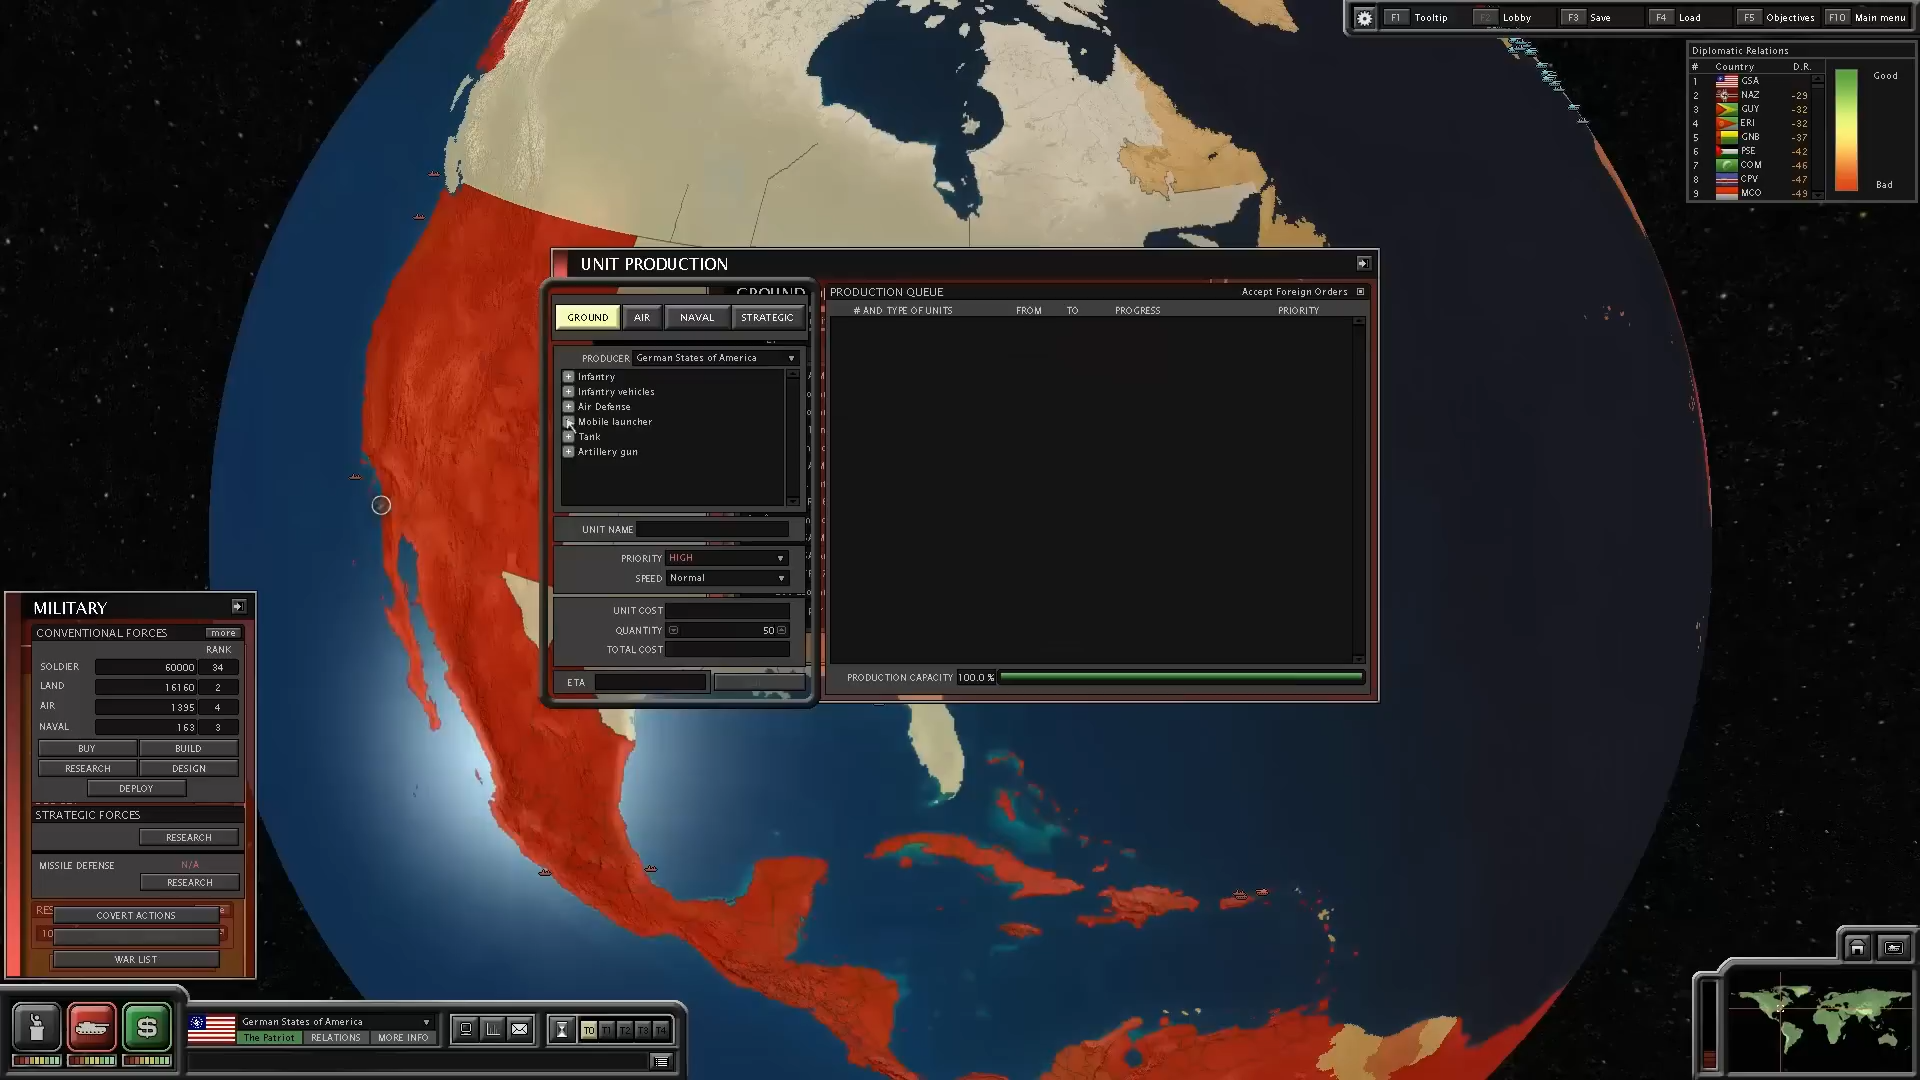 F1 Tooltip F2 Lobby F3 Save F4 Load F5 Objectives F10 Main menu
Diplomatic Relations
# Country D.R.
1 GSA
2 NAZ -29
3 GUY -32
4 ERI -32
5 GNB -37
6 PSE -42
7 COM -46
8 CPV -47
9 MCO -49
Good
Bad
UNIT PRODUCTION
GROUND
GROUND AIR NAVAL STRATEGIC
PRODUCER German States of America
Infantry
Infantry vehicles
Air Defense
Mobile launcher
Tank
Artillery gun
UNIT NAME
PRIORITY HIGH
SPEED Normal
UNIT COST
QUANTITY 50
TOTAL COST
ETA
PRODUCTION QUEUE Accept Foreign Orders
# AND TYPE OF UNITS FROM TO PROGRESS PRIORITY
PRODUCTION CAPACITY 100.0 %
MILITARY
CONVENTIONAL FORCES more
RANK
SOLDIER 60000 34
LAND 16160 2
AIR 1395 4
NAVAL 163 3
BUY BUILD
RESEARCH DESIGN
DEPLOY
STRATEGIC FORCES
RESEARCH
MISSILE DEFENSE N/A
RESEARCH
RES
COVERT ACTIONS
10
WAR LIST
German States of America
The Patriot RELATIONS MORE INFO
T0 T1 T2 T3 T4